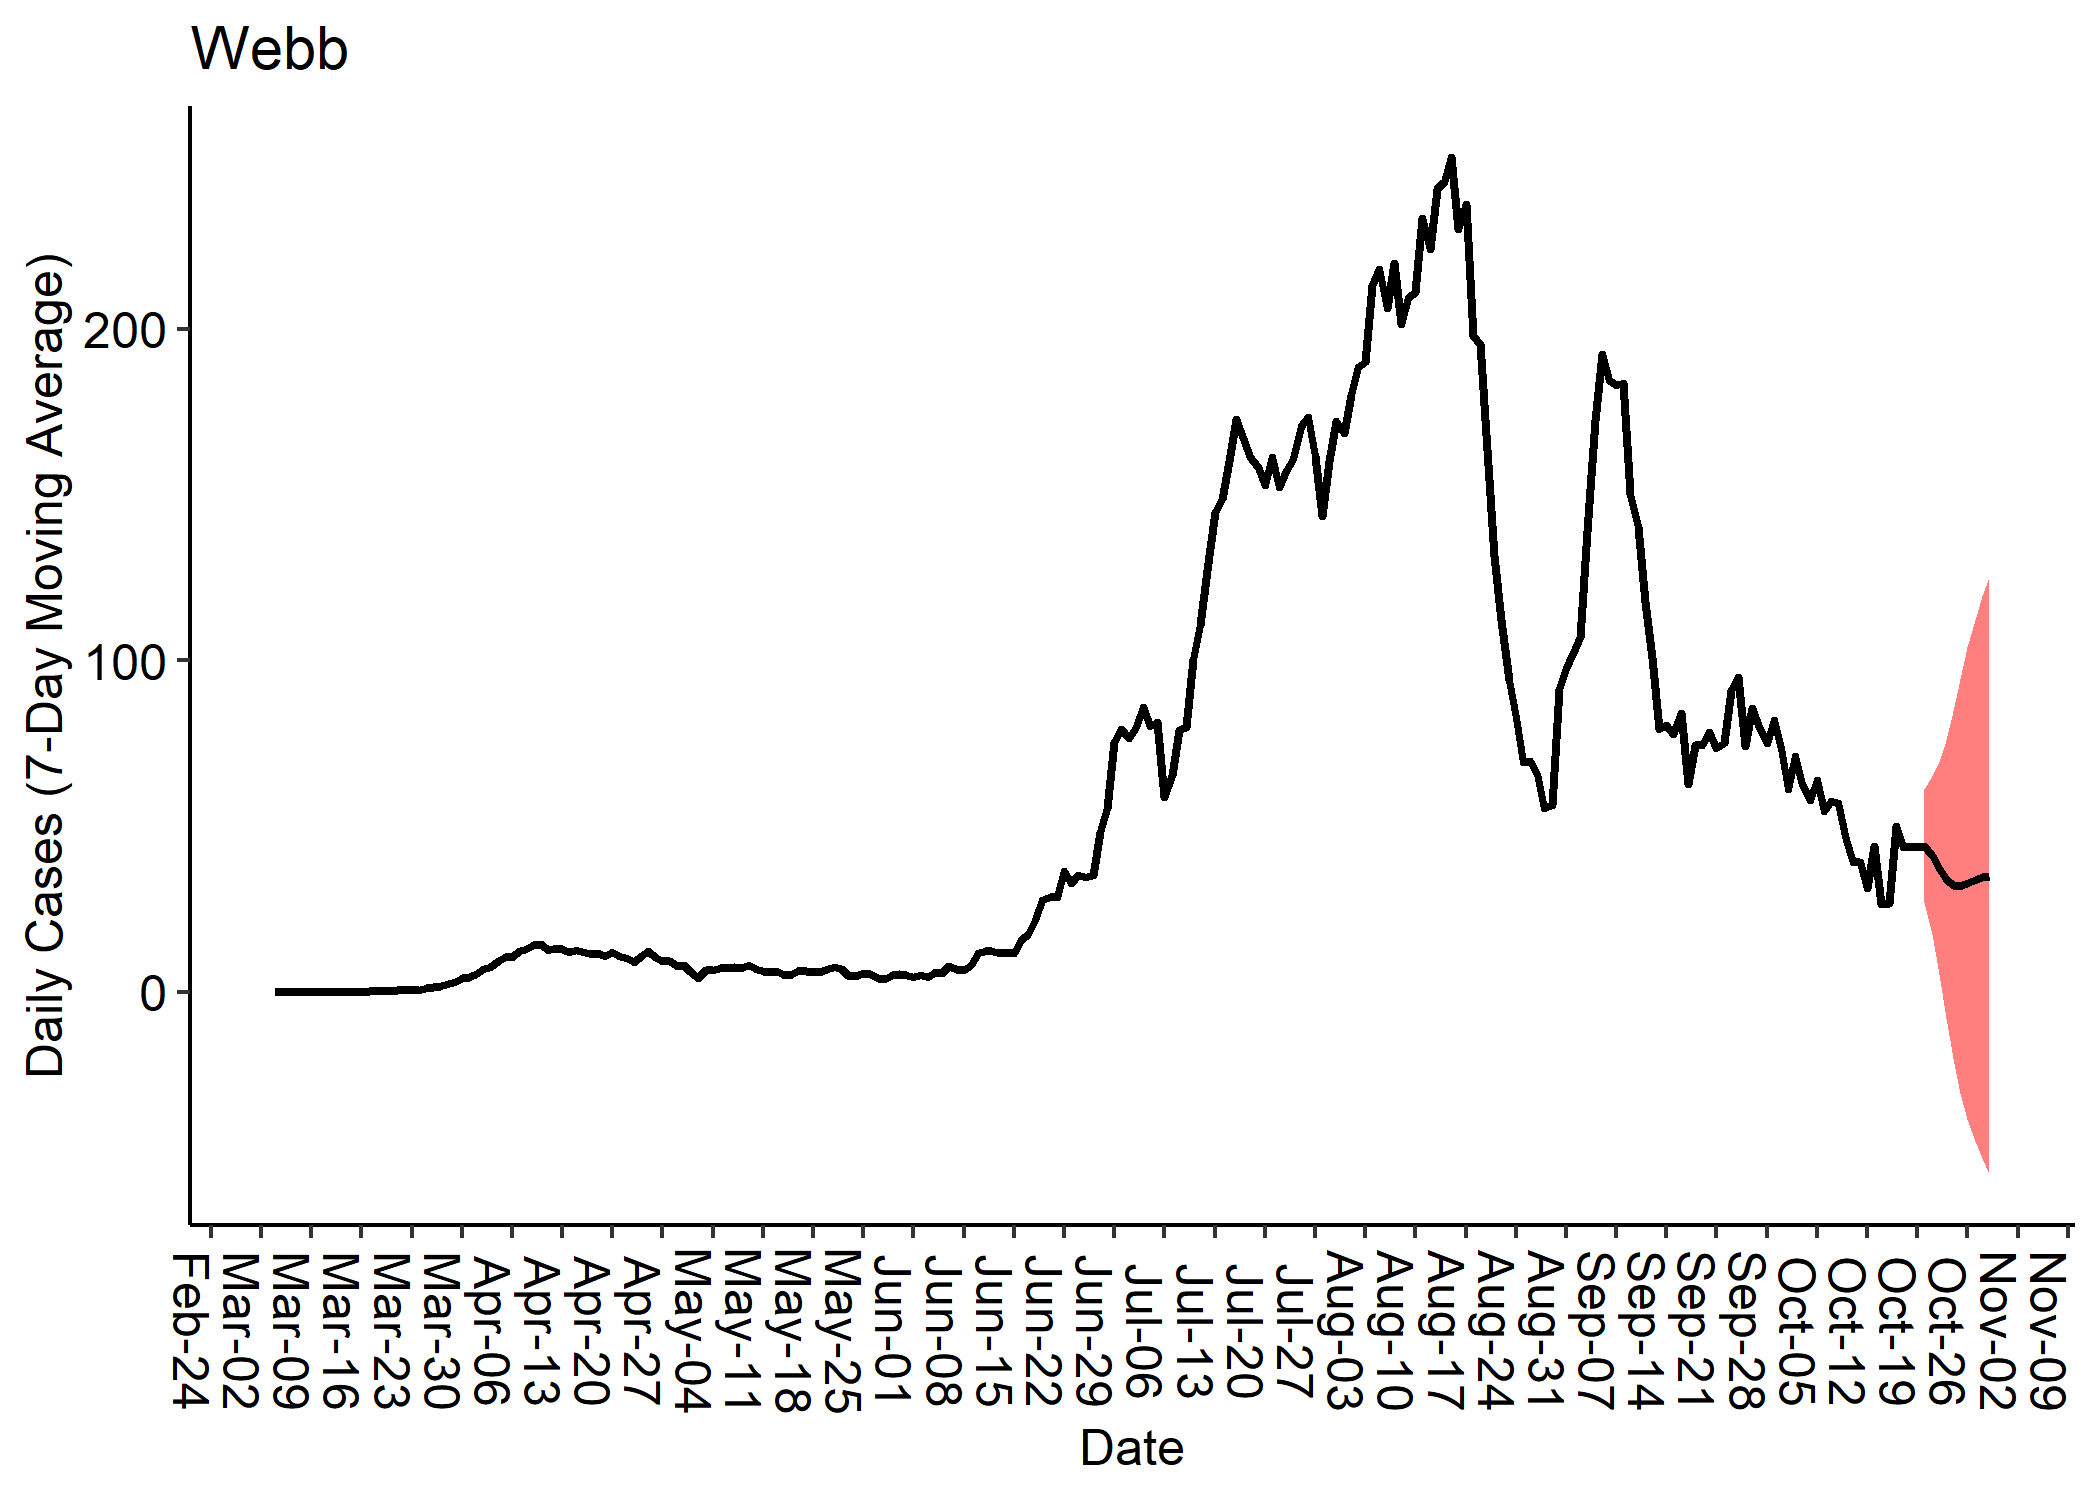 Webb
Daily Cases (7-Day Moving Average)
200
100
0
Feb-24
Mar-02
Mar-09
Mar-16
Mar-23
Mar-30
Apr-06
Apr-13
Apr-20
Apr-27
May-04
May-11
May-18
May-25
Jun-01
Jun-08
Jun-15
Jun-22
Jun-29
Jul-06
Jul-13
Jul-20
Jul-27
Aug-03
Aug-10
Aug-17
Aug-24
Aug-31
Sep-07
Sep-14
Sep-21
Sep-28
Oct-05
Oct-12
Oct-19
Oct-26
Nov-02
Nov-09
Date